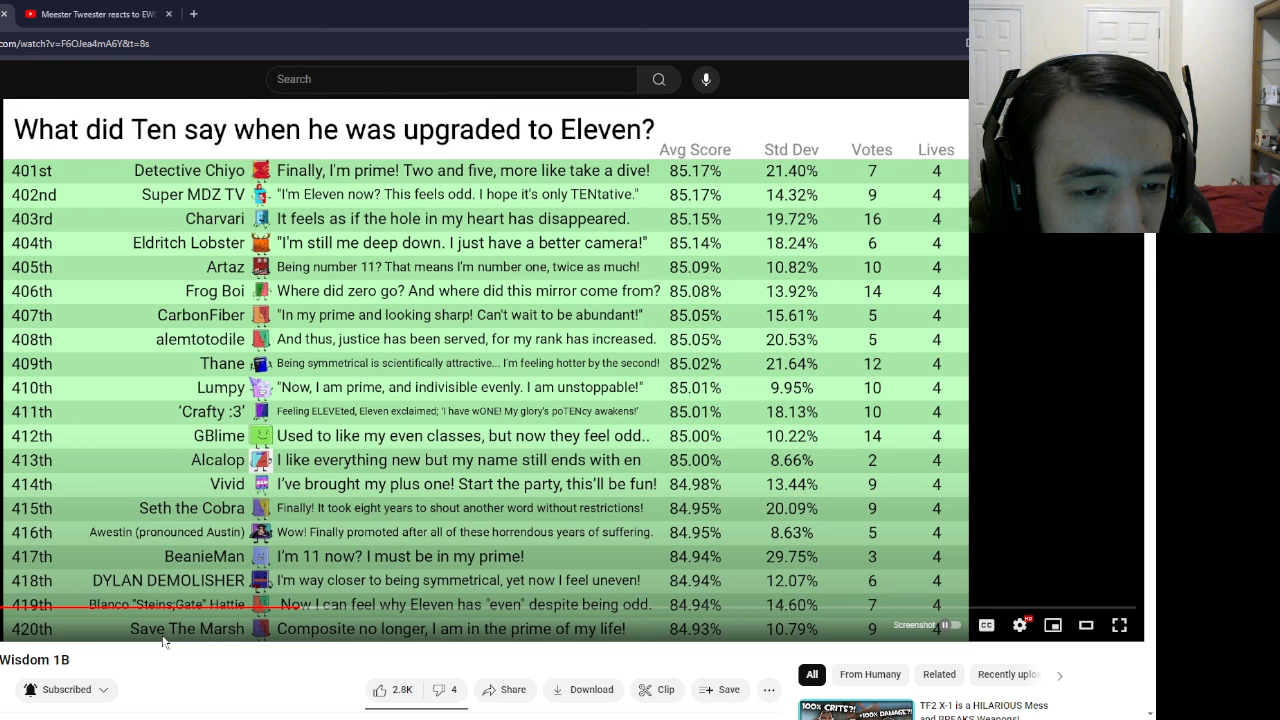 Meester Tweester reacts to EW
com/watch?v=F6OJea4mA6Y&t=8s
Search
What did Ten say when he was upgraded to Eleven?
Avg Score Std Dev Votes Lives
401st Detective Chiyo Finally, I'm prime! Two and five, more like take a dive! 85.17% 21.40% 7 4
402nd Super MDZ TV "I'm Eleven now? This feels odd. I hope it's only TENtative." 85.17% 14.32% 9 4
403rd Charvari It feels as if the hole in my heart has disappeared. 85.15% 19.72% 16 4
404th Eldritch Lobster "I'm still me deep down. I just have a better camera!" 85.14% 18.24% 6 4
405th Artaz Being number 11? That means I'm number one, twice as much! 85.09% 10.82% 10 4
406th Frog Boi Where did zero go? And where did this mirror come from? 85.08% 13.92% 14 4
407th CarbonFiber "In my prime and looking sharp! Can't wait to be abundant!" 85.05% 15.61% 5 4
408th alemtotodile And thus, justice has been served, for my rank has increased. 85.05% 20.53% 5 4
409th Thane Being symmetrical is scientifically attractive... I'm feeling hotter by the second! 85.02% 21.64% 12 4
410th Lumpy "Now, I am prime, and indivisible evenly. I am unstoppable!" 85.01% 9.95% 10 4
411th ‘Crafty :3’ Feeling ELEVEted, Eleven exclaimed; ‘I have wONE! My glory's poTENcy awakens!’ 85.01% 18.13% 10 4
412th GBlime Used to like my even classes, but now they feel odd.. 85.00% 10.22% 14 4
413th Alcalop I like everything new but my name still ends with en 85.00% 8.66% 2 4
414th Vivid I’ve brought my plus one! Start the party, this’ll be fun! 84.98% 13.44% 9 4
415th Seth the Cobra Finally! It took eight years to shout another word without restrictions! 84.95% 20.09% 9 4
416th Awestin (pronounced Austin) Wow! Finally promoted after all of these horrendous years of suffering. 84.95% 8.63% 5 4
417th BeanieMan I’m 11 now? I must be in my prime! 84.94% 29.75% 3 4
418th DYLAN DEMOLISHER I'm way closer to being symmetrical, yet now I feel uneven! 84.94% 12.07% 6 4
419th Blanco "Steins;Gate" Hattie Now I can feel why Eleven has "even" despite being odd. 84.94% 14.60% 7 4
420th Save The Marsh Composite no longer, I am in the prime of my life! 84.93% 10.79% 9 4
Screenshot
CC HD
Wisdom 1B
Subscribed 2.8K 4 Share Download Clip Save
All From Humany Related Recently uplo
100% CRITS?! 100% DAMAGE?!
TF2 X-1 is a HILARIOUS Mess
and BREAKS Weapons!